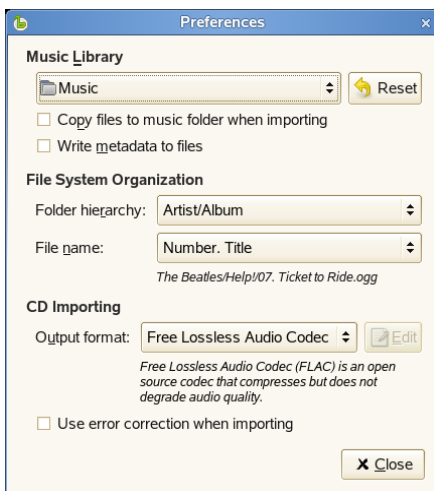 Preferences
Music Library
Music
Reset
Copy files to music folder when importing
Write metadata to files
File System Organization
Folder hierarchy: Artist/Album
File name: Number. Title
The Beatles/Help!/07. Ticket to Ride.ogg
CD Importing
Output format: Free Lossless Audio Codec Edit
Free Lossless Audio Codec (FLAC) is an open
source codec that compresses but does not
degrade audio quality.
Use error correction when importing
Close